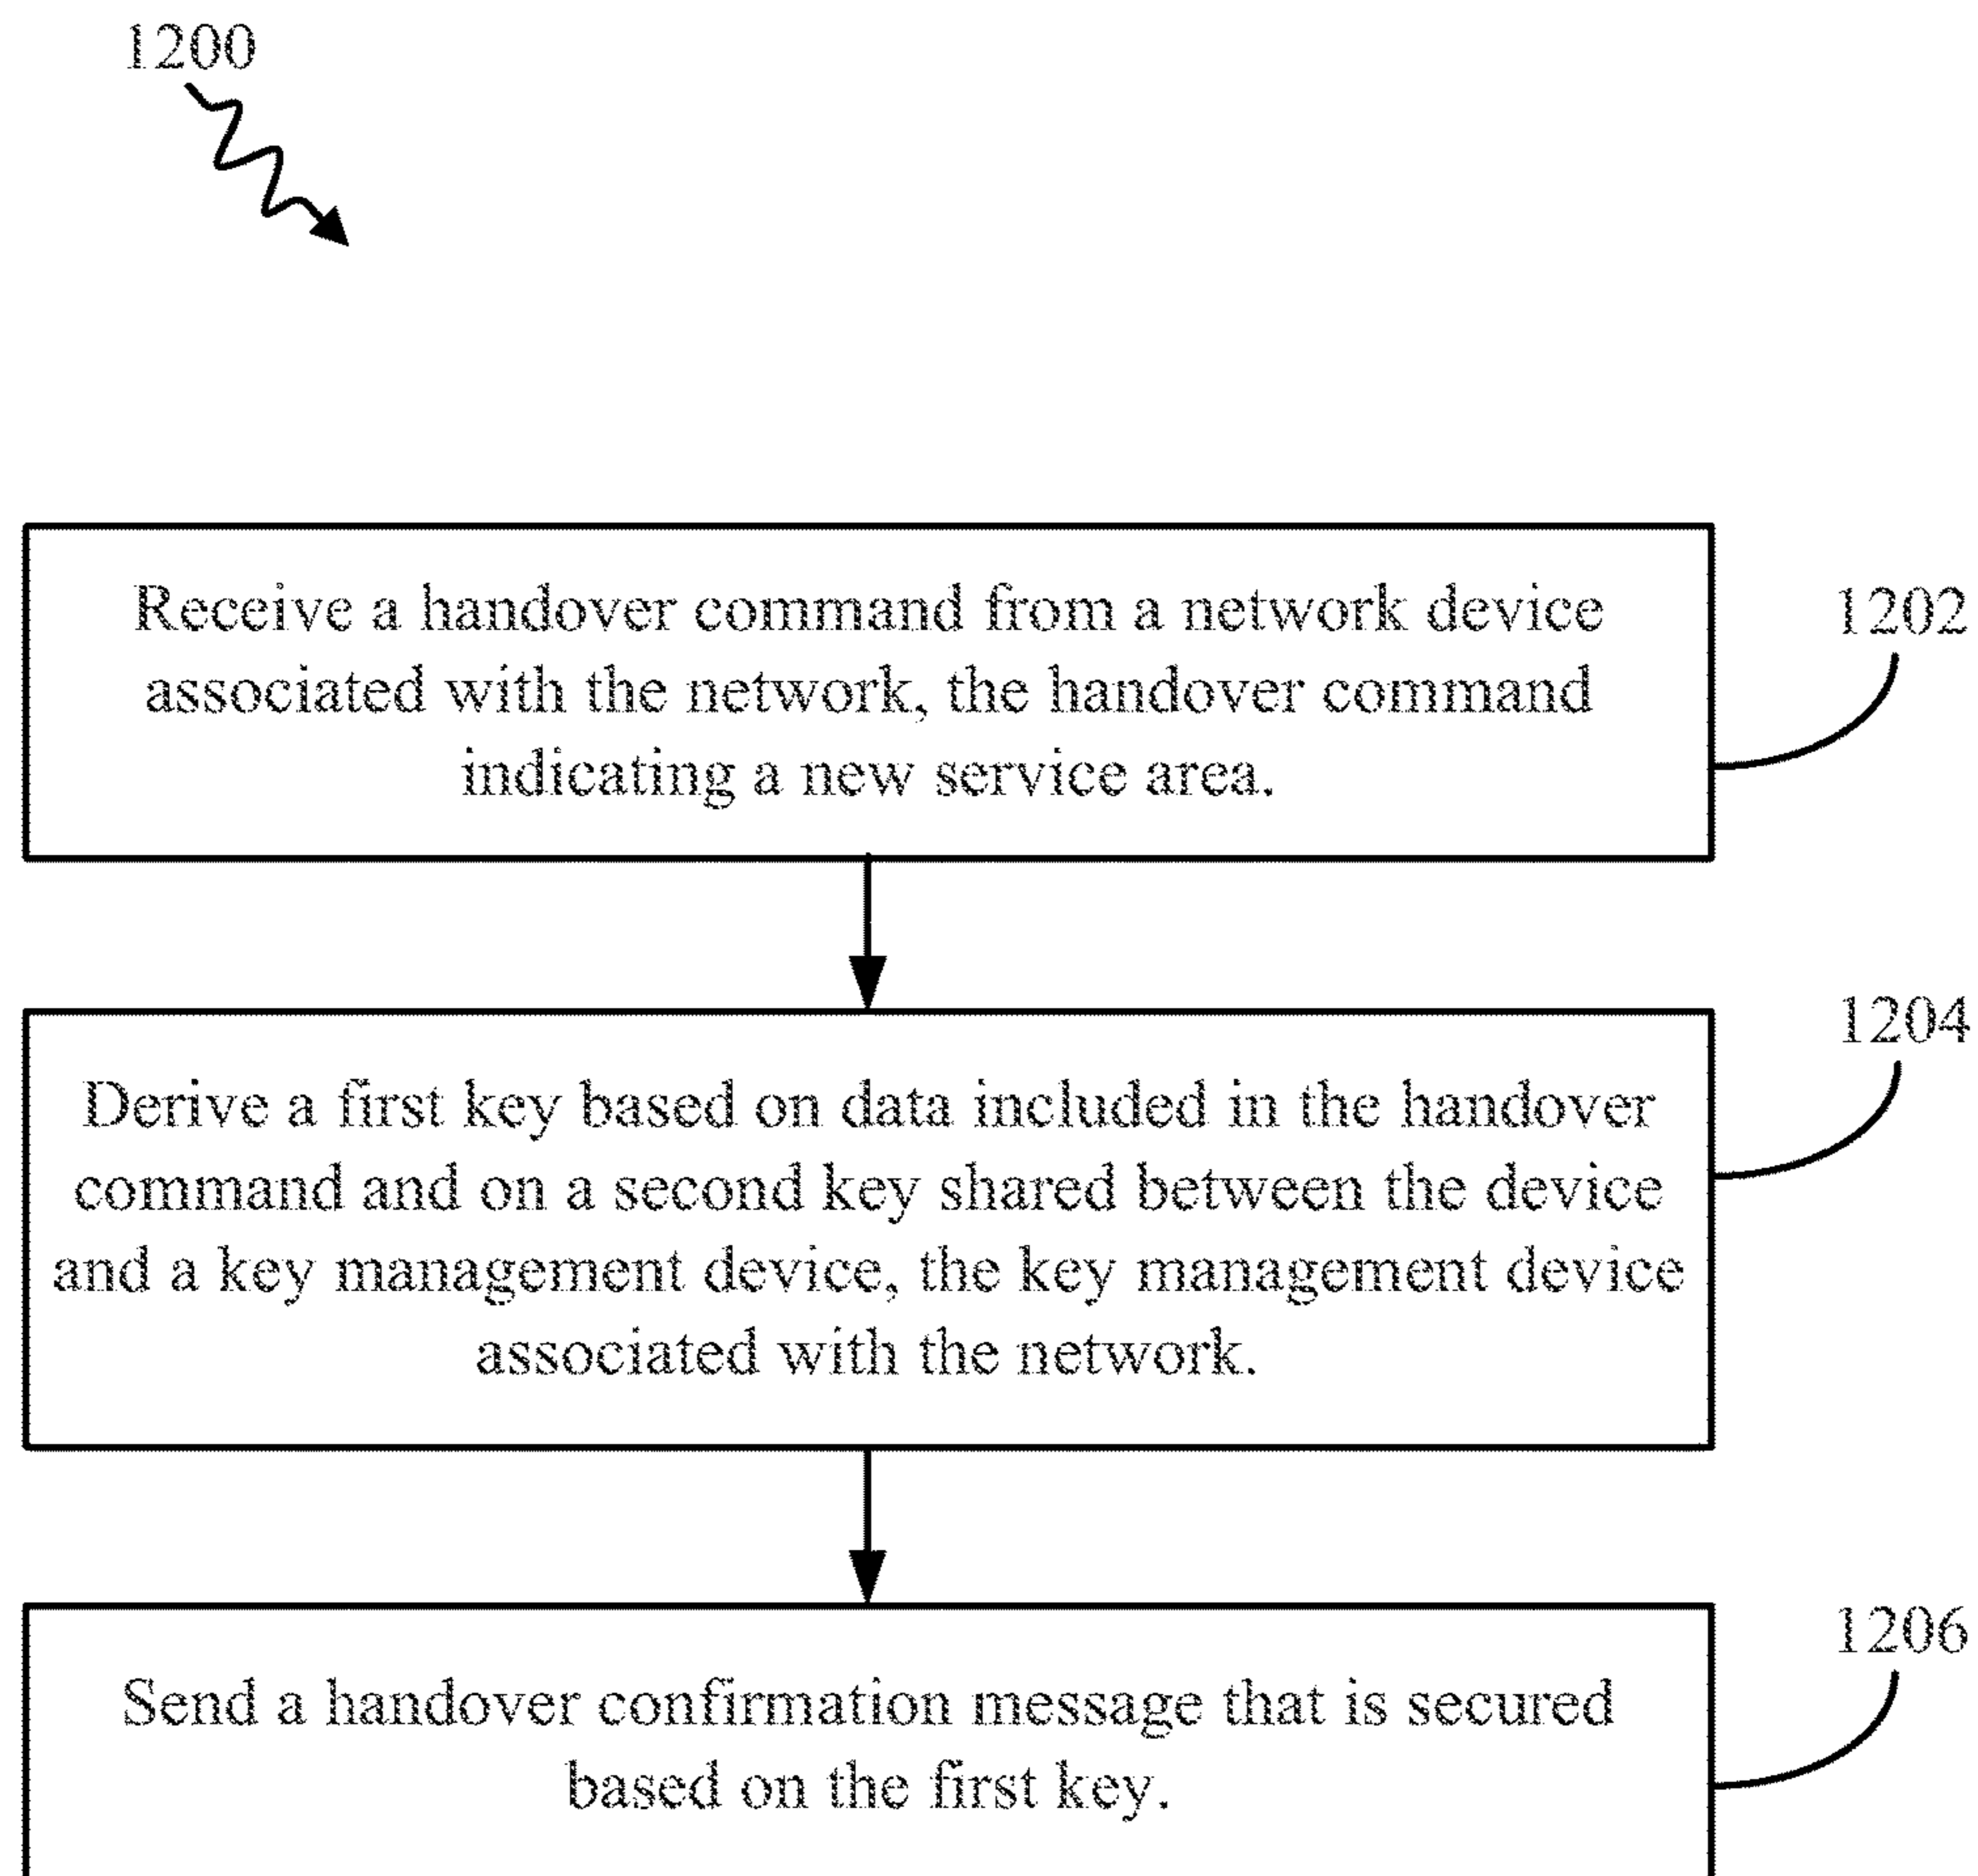 1200
Receive a handover command from a network device
associated with the network, the handover command
indicating a new service area.
1202
Derive a first key based on data included in the handover
command and on a second key shared between the device
and a key management device, the key management device
associated with the network.
1204
Send a handover confirmation message that is secured
based on the first key.
1206